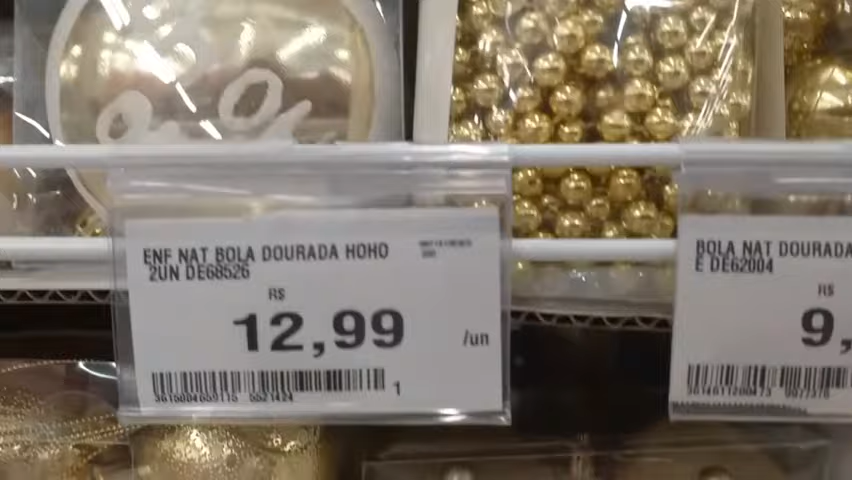 ENF NAT BOLA DOURADA HOHO
2UN DE68526
R$
12,99
/un
1
BOLA NAT DOURADA
E DE62004
R$
9,